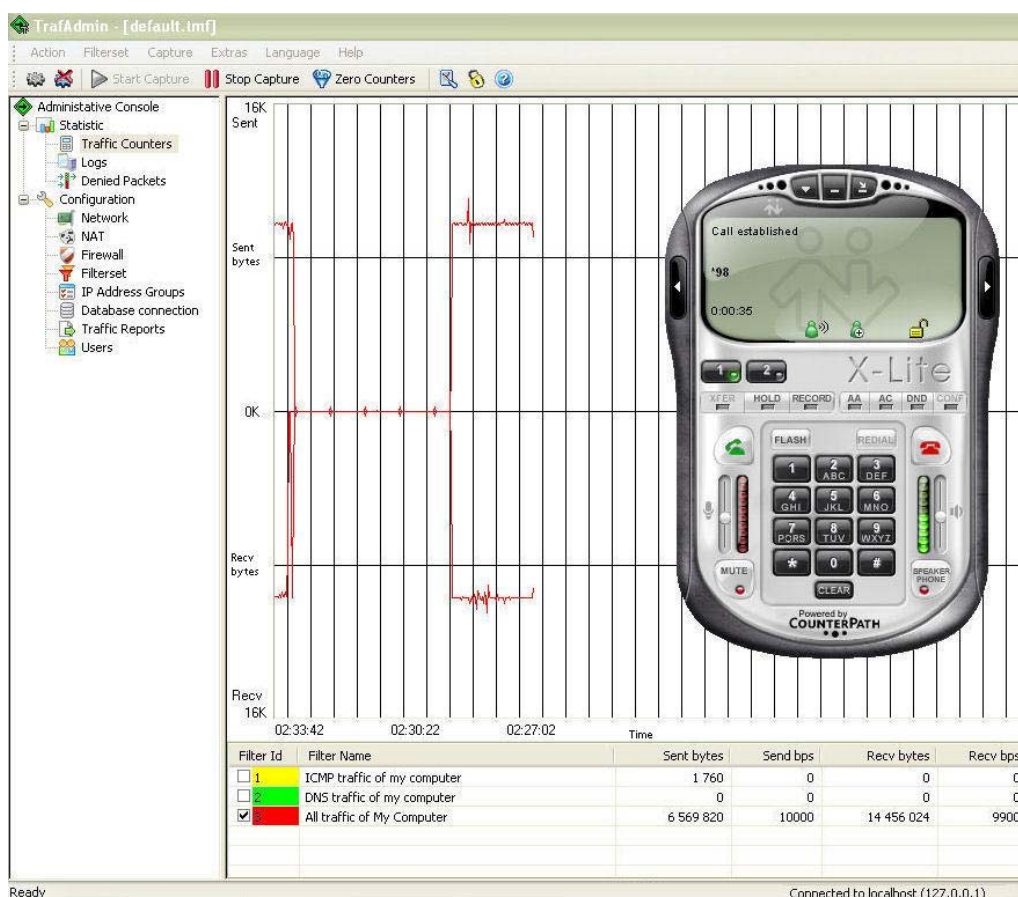 TrafAdmin - [default.tmf]
Action Filterset Capture Extras Language Help
Start Capture Stop Capture Zero Counters
Administative Console
Statistic
Traffic Counters
Logs
Denied Packets
Configuration
Network
NAT
Firewall
Filterset
IP Address Groups
Database connection
Traffic Reports
Users
16K
Sent
Sent
bytes
0K
Recv
bytes
Recv
16K
02:33:42 02:30:22 02:27:02 Time
Call established
*98
0:00:35
1 2 X-Lite
XFER HOLD RECORD AA AC DND CONF
FLASH REDIAL
1 2 ABC 3 DEF
4 GHI 5 JKL 6 MNO
7 PQRS 8 TUV 9 WXYZ
* 0 #
MUTE SPEAKER PHONE
CLEAR
Powered by
COUNTERPATH
Filter Id Filter Name Sent bytes Send bps Recv bytes Recv bps
1 ICMP traffic of my computer 1 760 0 0 0
2 DNS traffic of my computer 0 0 0 0
3 All traffic of My Computer 6 569 820 10000 14 456 024 9900
Ready Connected to localhost (127.0.0.1)